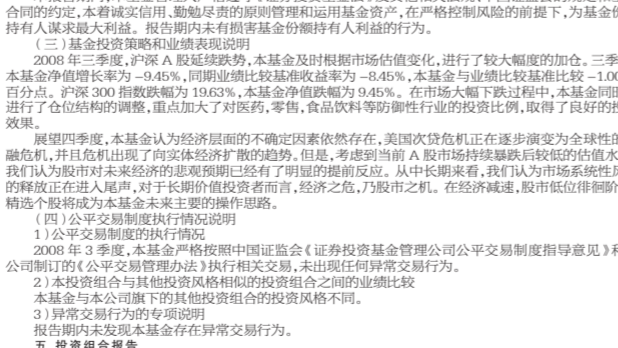 合同的约定,本着诚实信用、勤勉尽责的原则管理和运用基金资产,在严格控制风险的前提下,为基金份
持有人谋求最大利益。报告期内未有损害基金份额持有人利益的行为。
(三)基金投资策略和业绩表现说明
2008 年三季度,沪深 A 股延续跌势,本基金及时根据市场估值变化,进行了较大幅度的加仓。三季
本基金净值增长率为 -9.45%,同期业绩比较基准收益率为 -8.45%,本基金与业绩比较基准比较 -1.00
百分点。沪深 300 指数跌幅为 19.63%,本基金净值跌幅为 9.45%。在市场大幅下跌过程中,本基金同时
进行了仓位结构的调整,重点加大了对医药,零售,食品饮料等防御性行业的投资比例,取得了良好的投
效果。
展望四季度,本基金认为经济层面的不确定因素依然存在,美国次贷危机正在逐步演变为全球性的
融危机,并且危机出现了向实体经济扩散的趋势。但是,考虑到当前 A 股市场持续暴跌后较低的估值水
我们认为股市对未来经济的悲观预期已经有了明显的提前反应。从中长期来看,我们认为市场系统性风
的释放正在进入尾声,对于长期价值投资者而言,经济之危,乃股市之机。在经济减速,股市低位徘徊阶
精选个股将成为本基金未来主要的操作思路。
(四)公平交易制度执行情况说明
1)公平交易制度的执行情况
2008 年 3 季度,本基金严格按照中国证监会《证券投资基金管理公司公平交易制度指导意见》和
公司制订的《公平交易管理办法》执行相关交易,未出现任何异常交易行为。
2)本投资组合与其他投资风格相似的投资组合之间的业绩比较
本基金与本公司旗下的其他投资组合的投资风格不同。
3)异常交易行为的专项说明
报告期内未发现本基金存在异常交易行为。
五、投资组合报告